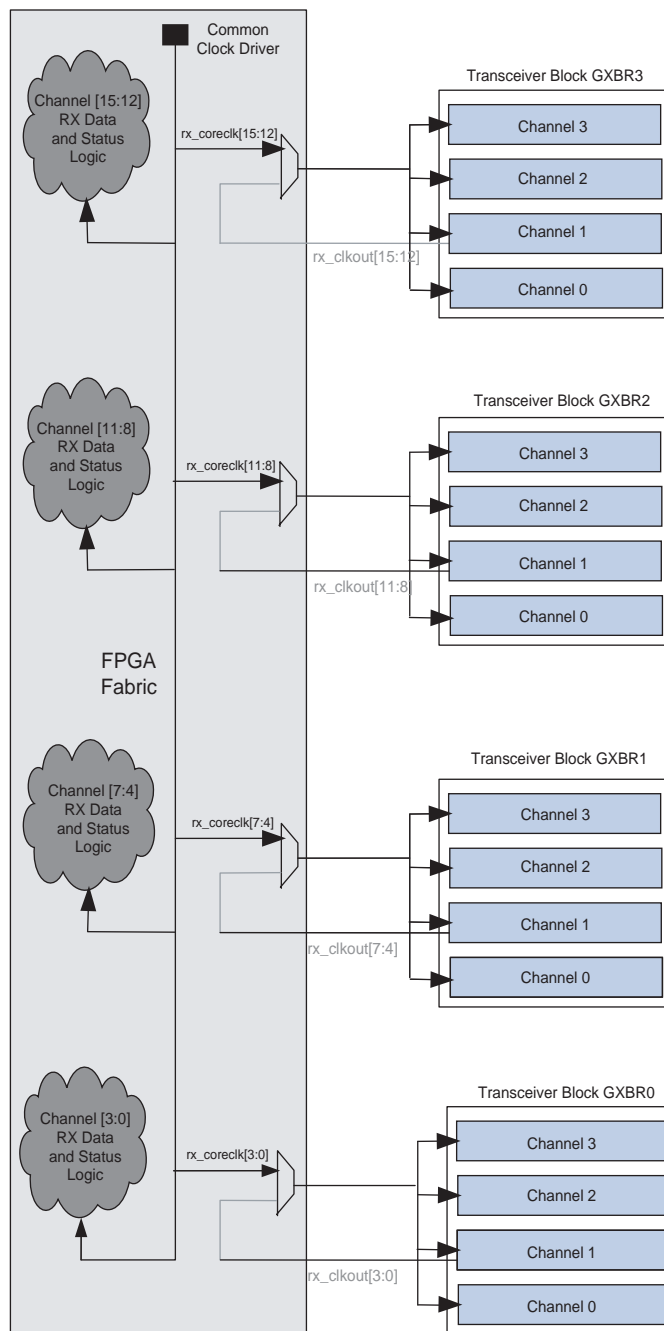 Common
Clock Driver
Transceiver Block GXBR3
Channel [15:12]
RX Data
and Status
Logic
rx_coreclk[15:12]
Channel 3
Channel 2
Channel 1
rx_clkout[15:12]
Channel 0
Transceiver Block GXBR2
Channel [11:8]
RX Data
and Status
Logic
rx_coreclk[11:8]
Channel 3
Channel 2
Channel 1
rx_clkout[11:8]
Channel 0
FPGA
Fabric
Transceiver Block GXBR1
Channel [7:4]
RX Data
and Status
Logic
rx_coreclk[7:4]
Channel 3
Channel 2
Channel 1
rx_clkout[7:4]
Channel 0
Transceiver Block GXBR0
Channel [3:0]
RX Data
and Status
Logic
rx_coreclk[3:0]
Channel 3
Channel 2
Channel 1
rx_clkout[3:0]
Channel 0